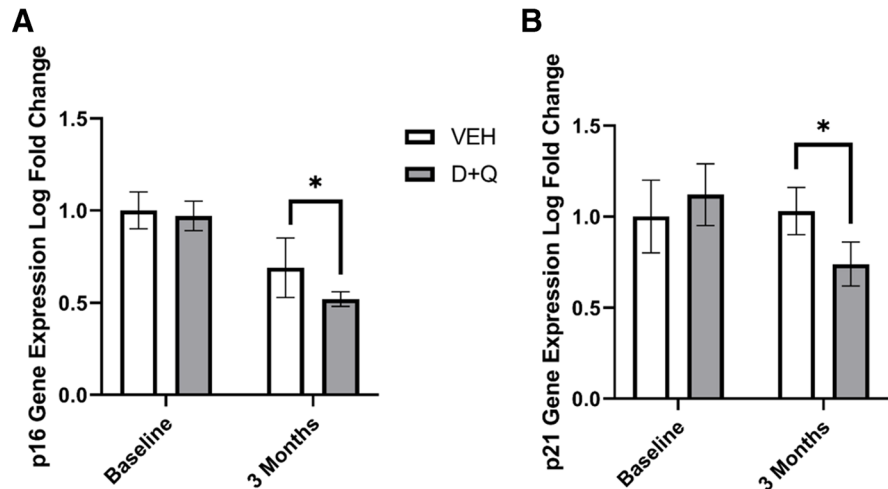 A
p16 Gene Expression Log Fold Change
1.5
1.0
0.5
0.0
*
Baseline
3 Months
VEH
D+Q
B
p21 Gene Expression Log Fold Change
1.5
1.0
0.5
0.0
*
Baseline
3 Months